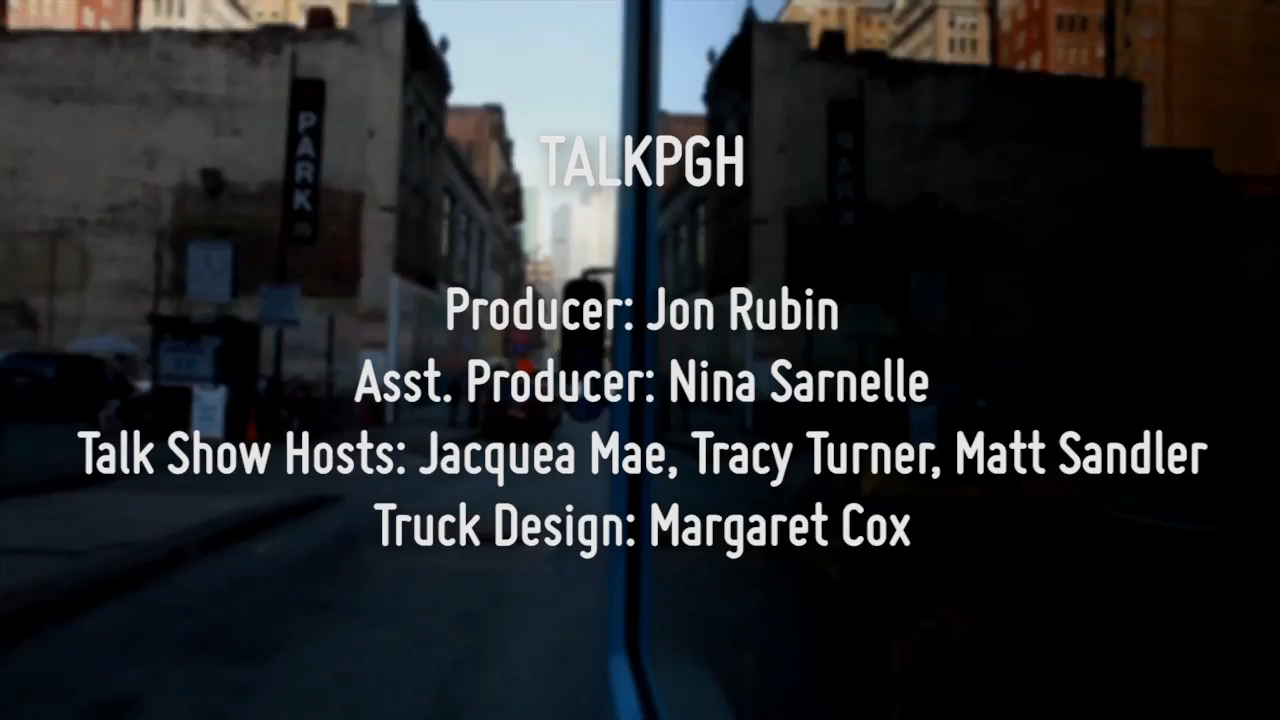 PARK
TALKPGH
Producer: Jon Rubin
Asst. Producer: Nina Sarnelle
Talk Show Hosts: Jacquea Mae, Tracy Turner, Matt Sandler
Truck Design: Margaret Cox